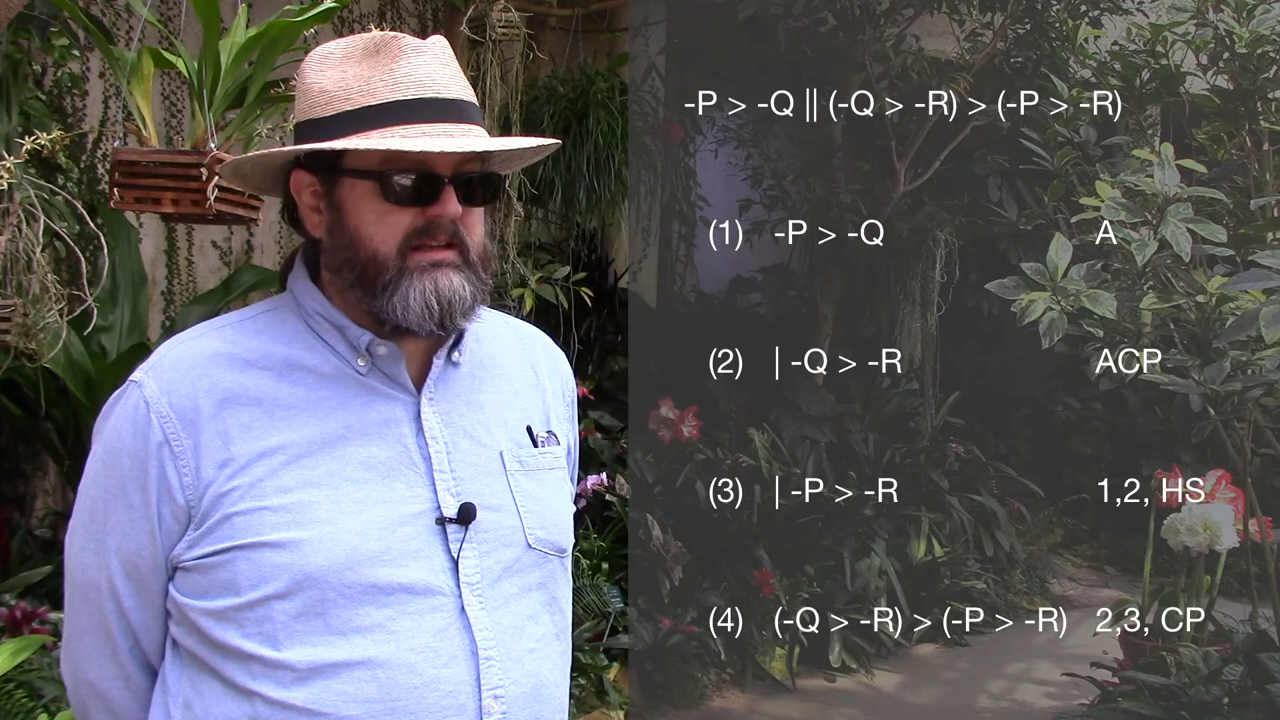 -P > -Q || (-Q > -R) > (-P > -R)
(1) -P > -Q A
(2) | -Q > -R ACP
(3) | -P > -R 1,2, HS
(4) (-Q > -R) > (-P > -R) 2,3, CP